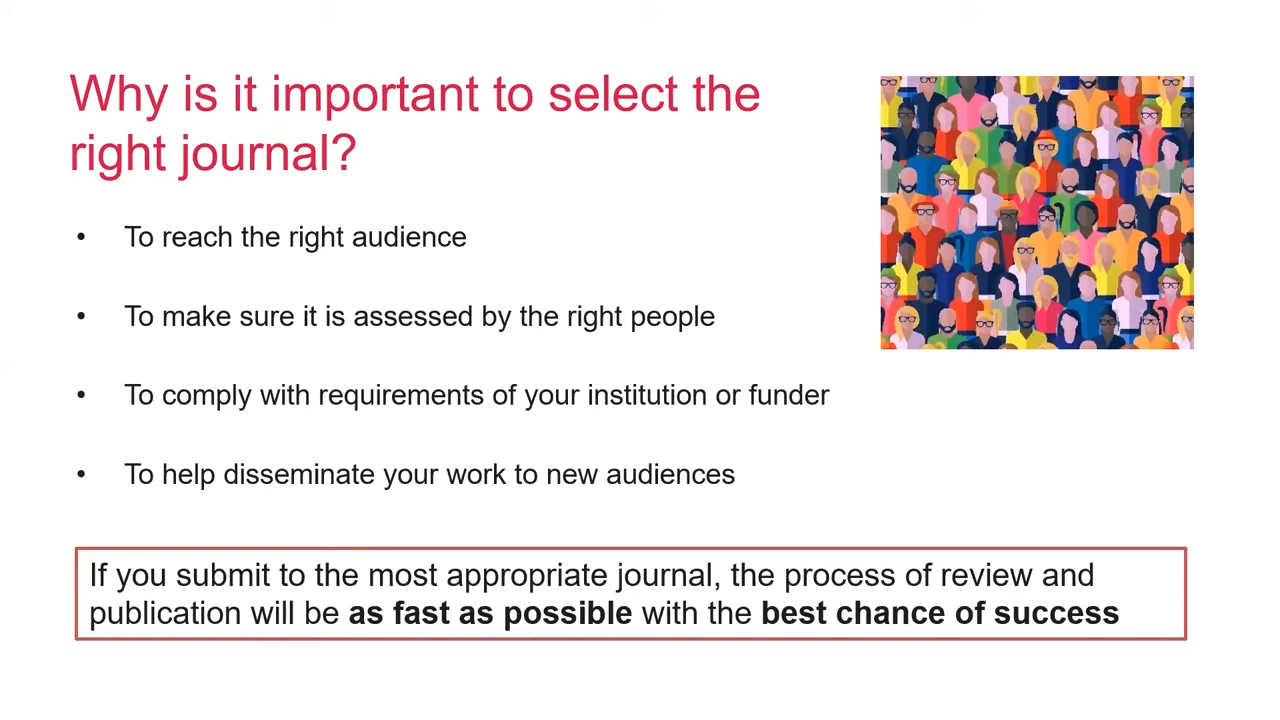 Why is it important to select the
right journal?
• To reach the right audience
• To make sure it is assessed by the right people
• To comply with requirements of your institution or funder
• To help disseminate your work to new audiences
If you submit to the most appropriate journal, the process of review and
publication will be as fast as possible with the best chance of success